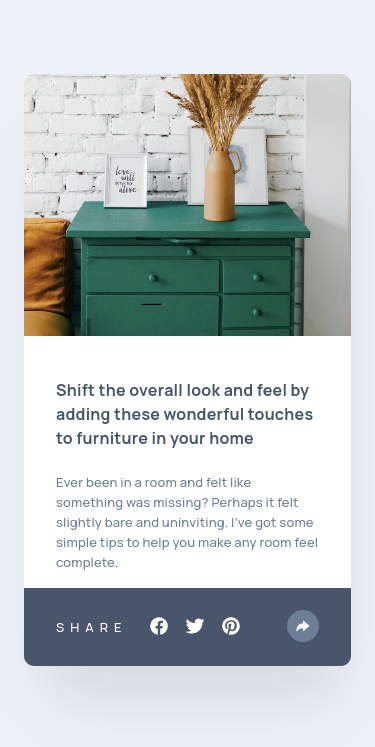 love
will
begins
alive
Shift the overall look and feel by
adding these wonderful touches
to furniture in your home
Ever been in a room and felt like
something was missing? Perhaps it felt
slightly bare and uninviting. I've got some
simple tips to help you make any room feel
complete.
SHARE